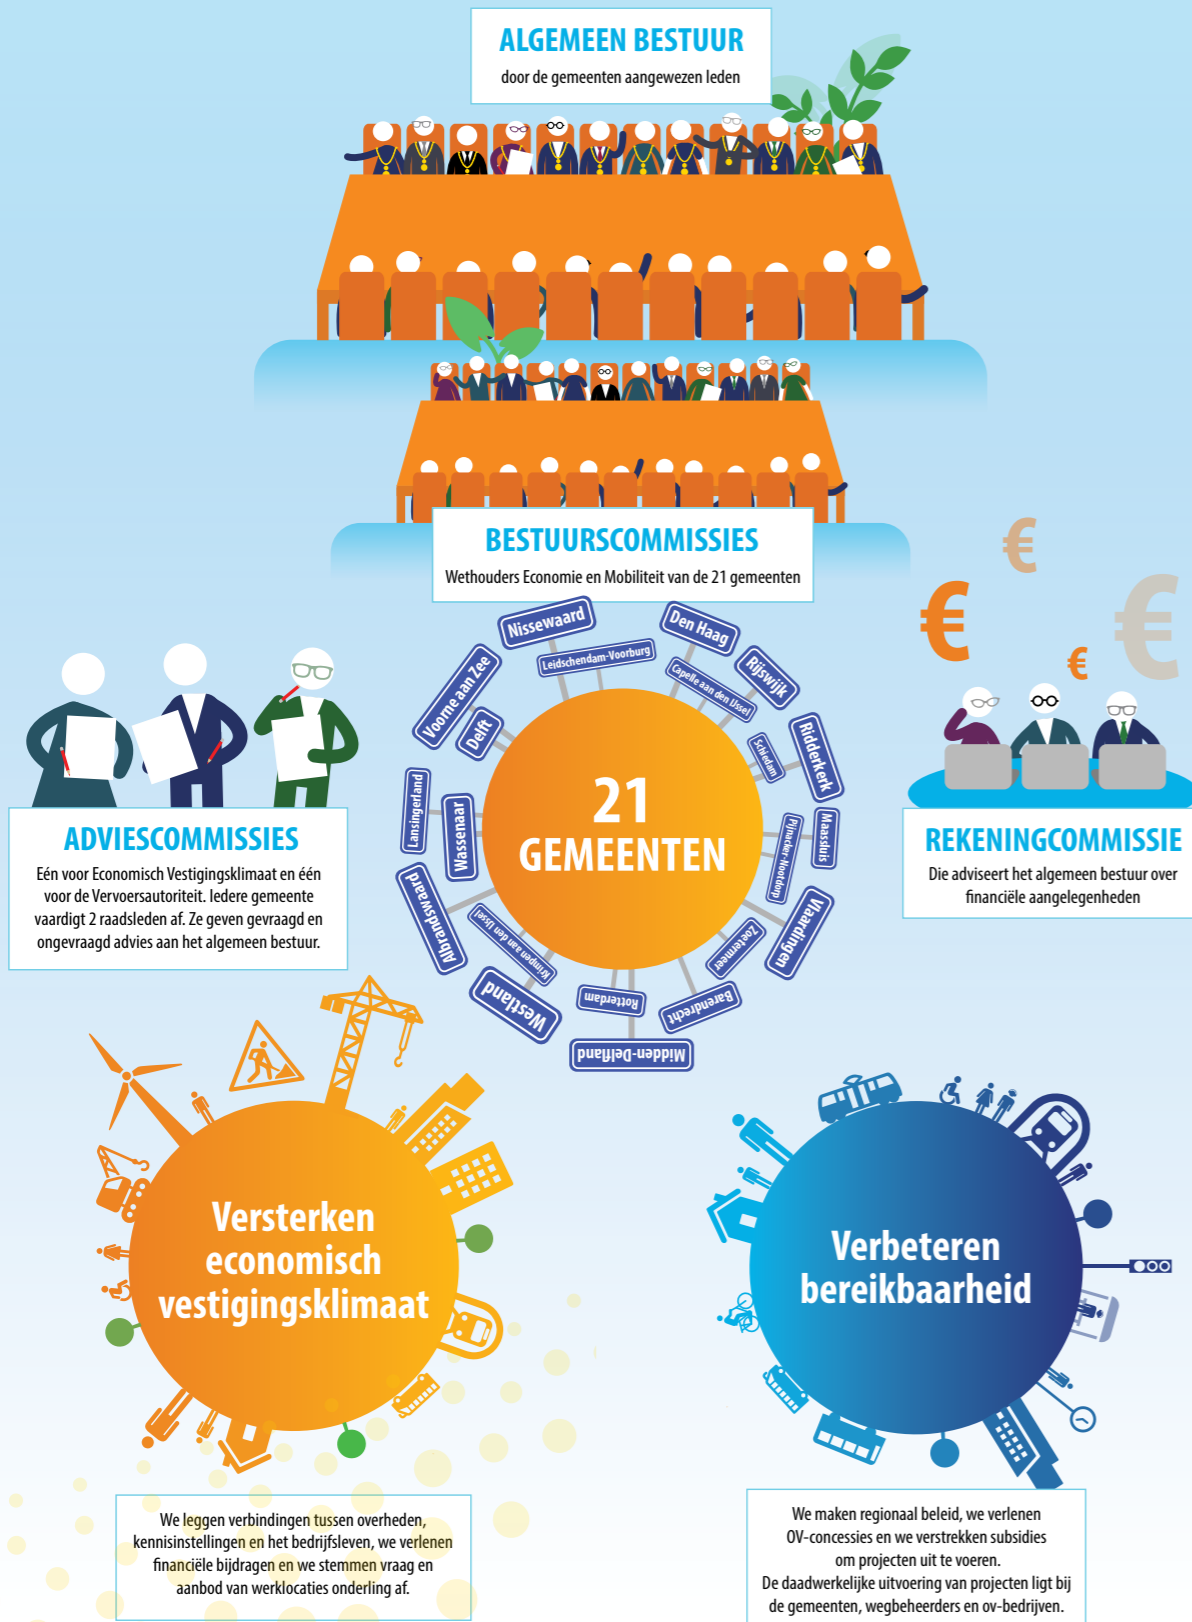 ALGEMEEN BESTUUR
door de gemeenten aangewezen leden
BESTUURSCOMMISSIES
Wethouders Economie en Mobiliteit van de 21 gemeenten
€
€
€
€
ADVIESCOMMISSIES
Eén voor Economisch Vestigingsklimaat en één
voor de Vervoersautoriteit. Iedere gemeente
vaardigt 2 raadsleden af. Ze geven gevraagd en
ongevraagd advies aan het algemeen bestuur.
21
GEMEENTEN
Nissewaard
Leidschendam-Voorburg
Den Haag
Capelle aan den IJssel
Rijswijk
Ridderkerk
Schiedam
Maassluis
Pijnacker-Nootdorp
Vlaardingen
Zoetermeer
Barendrecht
Rotterdam
Midden-Delfland
Westland
Krimpen aan den IJssel
Albrandswaard
Wassenaar
Lansingerland
Delft
Voorne aan Zee
REKENINGCOMMISSIE
Die adviseert het algemeen bestuur over
financiële aangelegenheden
Versterken
economisch
vestigingsklimaat
Verbeteren
bereikbaarheid
We leggen verbindingen tussen overheden,
kennisinstellingen en het bedrijfsleven, we verlenen
financiële bijdragen en we stemmen vraag en
aanbod van werklocaties onderling af.
We maken regionaal beleid, we verlenen
OV-concessies en we verstrekken subsidies
om projecten uit te voeren.
De daadwerkelijke uitvoering van projecten ligt bij
de gemeenten, wegbeheerders en ov-bedrijven.